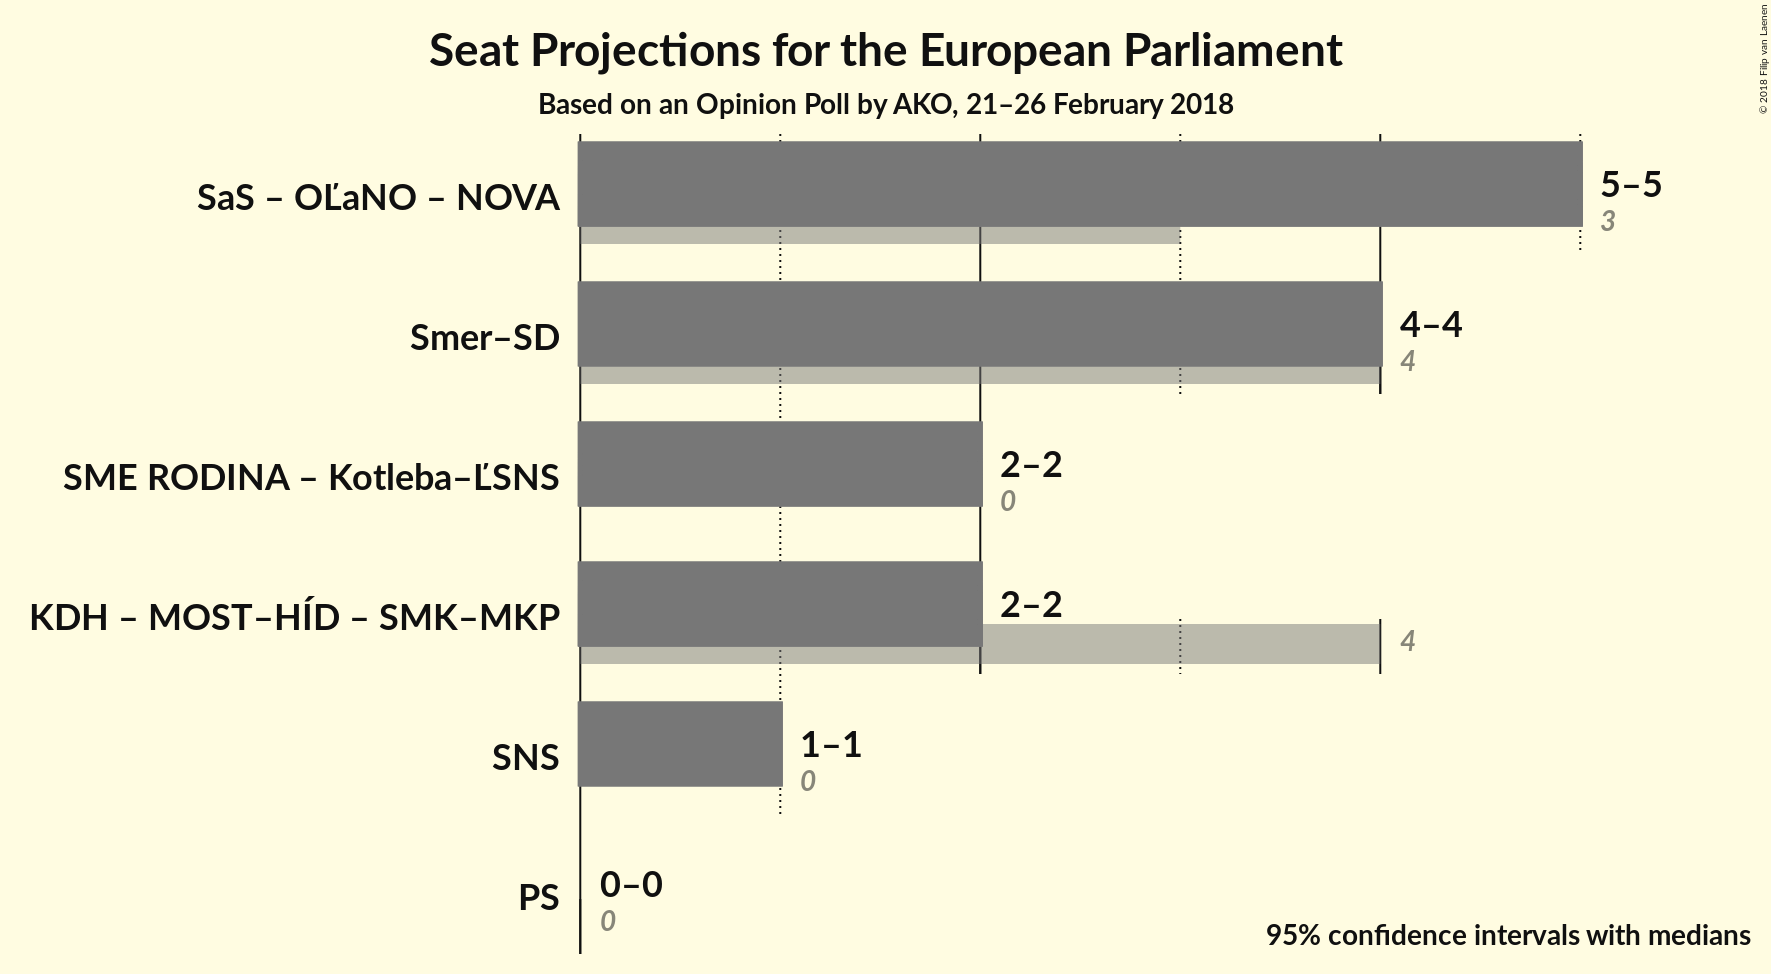 Seat Projections for the European Parliament
Based on an Opinion Poll by AKO, 21–26 February 2018
© 2018 Filip van Laenen
SaS – OĽaNO – NOVA
5–5
3
Smer–SD
4–4
4
SME RODINA – Kotleba–ĽSNS
2–2
0
KDH – MOST–HÍD – SMK–MKP
2–2
4
SNS
1–1
0
PS
0–0
0
95% confidence intervals with medians